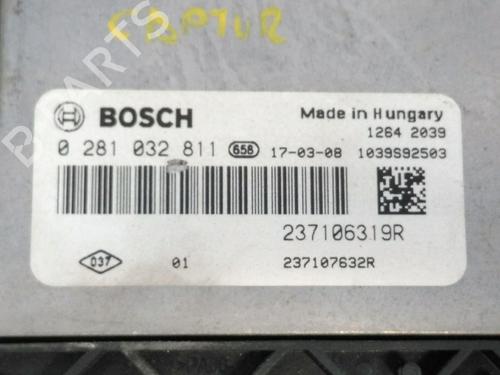 BOSCH
Made in Hungary
1264 2039
0 281 032 811 658 17-03-08 1039S92503
237106319R
037 01 237107632R